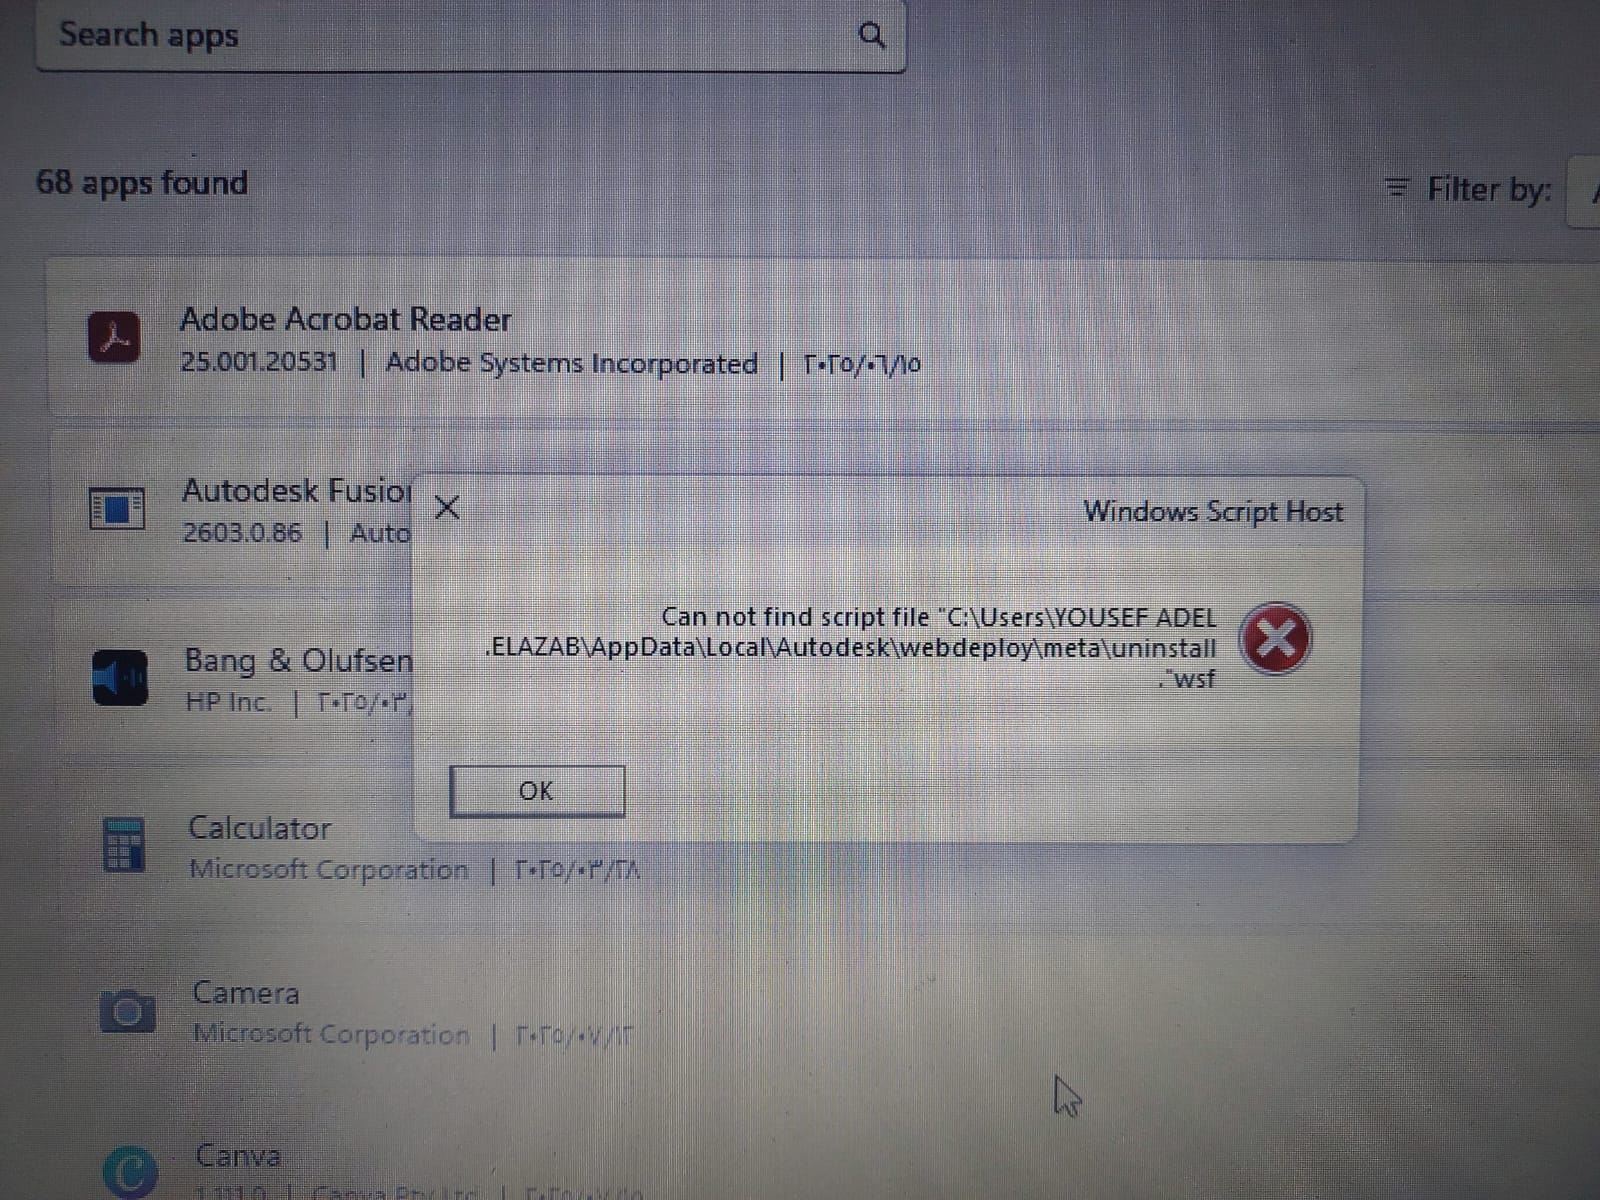 Search apps
68 apps found
Filter by:
Adobe Acrobat Reader
25.001.20531 | Adobe Systems Incorporated | ٢٠٢٥/٠٦/١٥
Autodesk Fusion
2603.0.86 | Auto
Windows Script Host
Can not find script file "C:\Users\YOUSEF ADEL
.ELAZAB\AppData\Local\Autodesk\webdeploy\meta\uninstall
."wsf
OK
Bang & Olufsen
HP Inc. | ٢٠٢٥/٠٣/
Calculator
Microsoft Corporation | ٢٠٢٥/٠٣/٢٨
Camera
Microsoft Corporation | ٢٠٢٥/٠٧/١٢
Canva